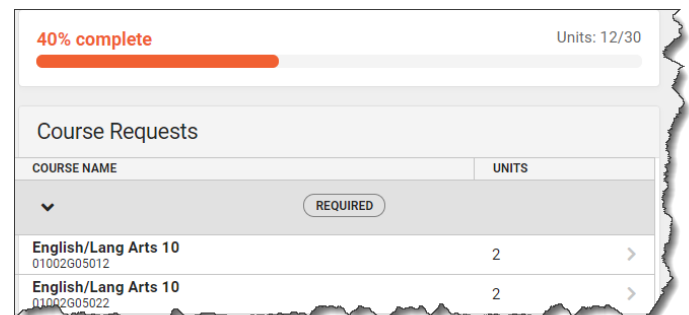 40% complete
Units: 12/30
Course Requests
COURSE NAME
UNITS
REQUIRED
English/Lang Arts 10
2
01002G05012
English/Lang Arts 10
2
01002G05022